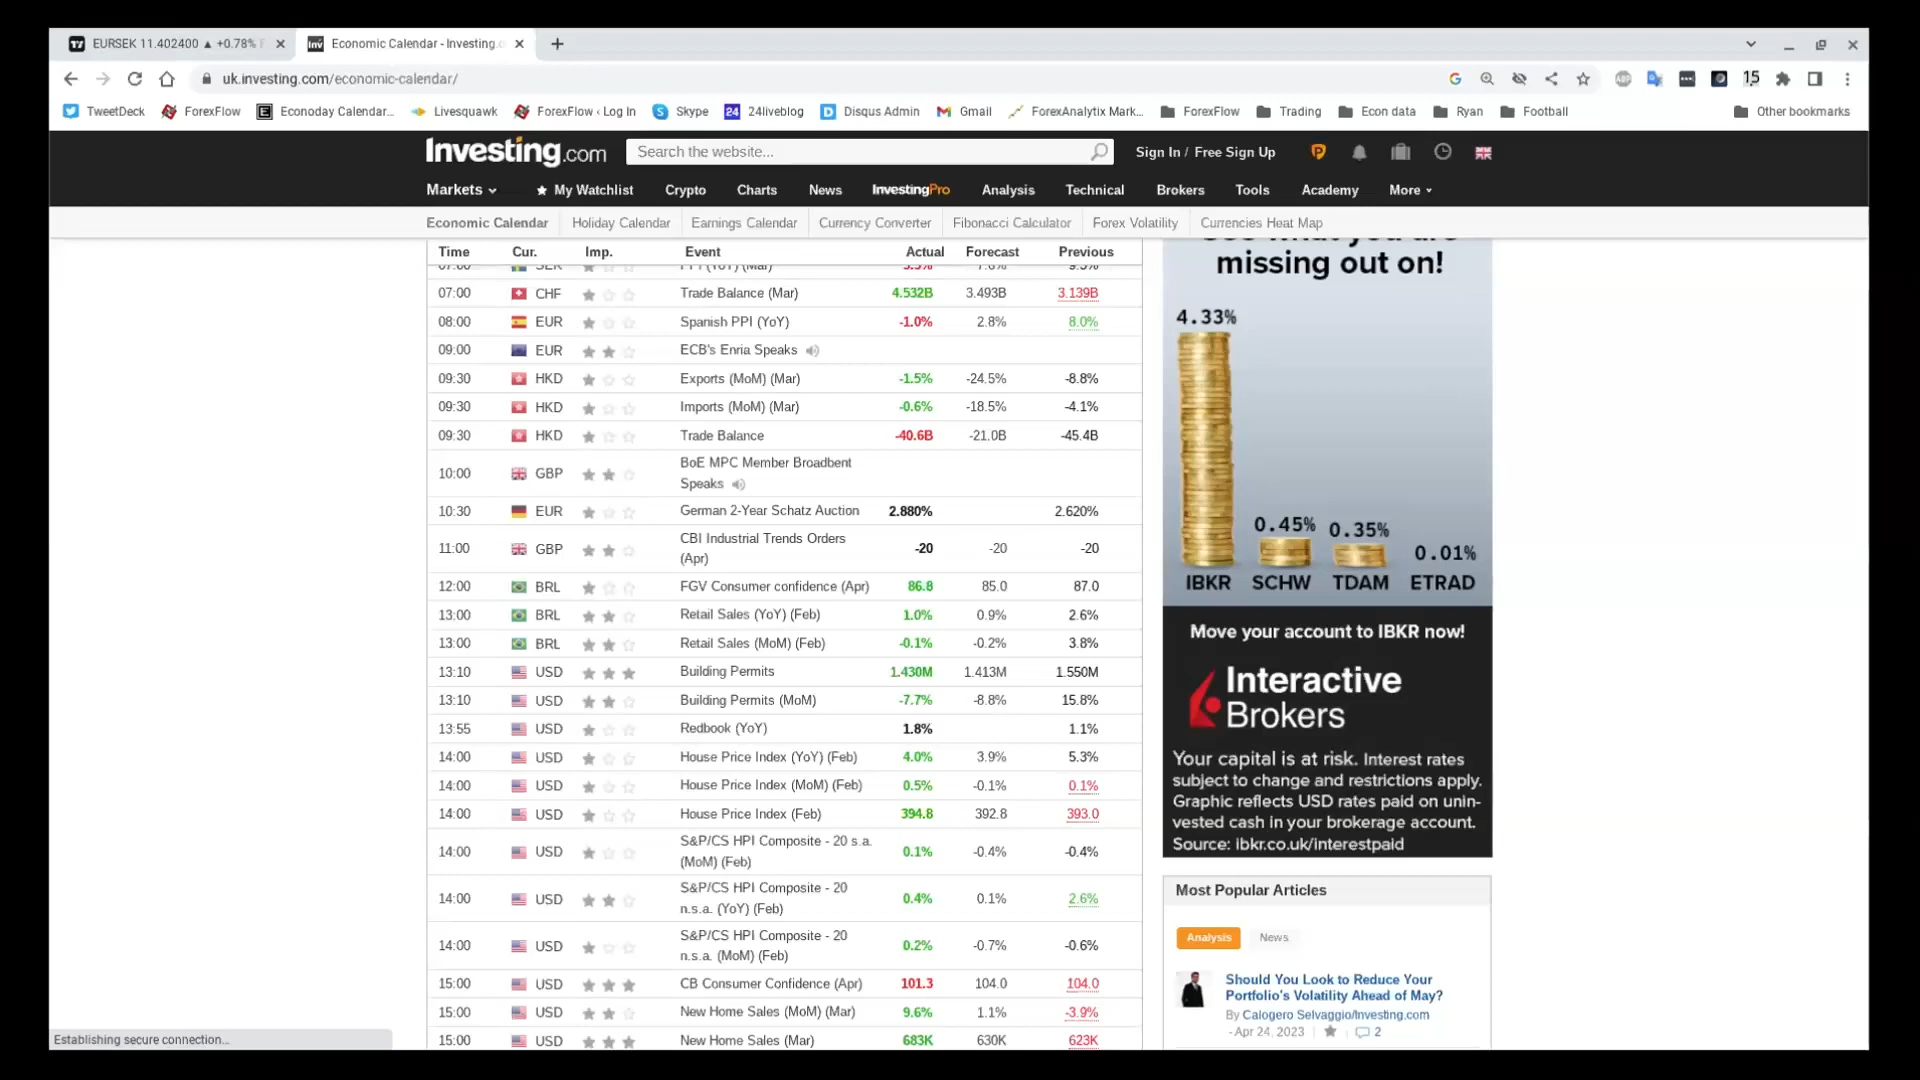 EURSEK 11.402400 ▲ +0.78%
Economic Calendar - Investing.c
uk.investing.com/economic-calendar/
15
TweetDeck ForexFlow Econoday Calendar... Livesquawk ForexFlow ‹ Log In Skype 24liveblog Disqus Admin Gmail ForexAnalytix Mark... ForexFlow Trading Econ data Ryan Football Other bookmarks
Investing.com Search the website... Sign In / Free Sign Up
Markets My Watchlist Crypto Charts News InvestingPro Analysis Technical Brokers Tools Academy More
Economic Calendar Holiday Calendar Earnings Calendar Currency Converter Fibonacci Calculator Forex Volatility Currencies Heat Map
Time Cur. Imp. Event Actual Forecast Previous
07:00 SEK PPI (YoY) (Mar)
07:00 CHF Trade Balance (Mar) 4.532B 3.493B 3.139B
08:00 EUR Spanish PPI (YoY) -1.0% 2.8% 8.0%
09:00 EUR ECB's Enria Speaks
09:30 HKD Exports (MoM) (Mar) -1.5% -24.5% -8.8%
09:30 HKD Imports (MoM) (Mar) -0.6% -18.5% -4.1%
09:30 HKD Trade Balance -40.6B -21.0B -45.4B
10:00 GBP BoE MPC Member Broadbent
Speaks
10:30 EUR German 2-Year Schatz Auction 2.880% 2.620%
11:00 GBP CBI Industrial Trends Orders
(Apr) -20 -20 -20
12:00 BRL FGV Consumer confidence (Apr) 86.8 85.0 87.0
13:00 BRL Retail Sales (YoY) (Feb) 1.0% 0.9% 2.6%
13:00 BRL Retail Sales (MoM) (Feb) -0.1% -0.2% 3.8%
13:10 USD Building Permits 1.430M 1.413M 1.550M
13:10 USD Building Permits (MoM) -7.7% -8.8% 15.8%
13:55 USD Redbook (YoY) 1.8% 1.1%
14:00 USD House Price Index (YoY) (Feb) 4.0% 3.9% 5.3%
14:00 USD House Price Index (MoM) (Feb) 0.5% -0.1% 0.1%
14:00 USD House Price Index (Feb) 394.8 392.8 393.0
14:00 USD S&P/CS HPI Composite - 20 s.a.
(MoM) (Feb) 0.1% -0.4% -0.4%
14:00 USD S&P/CS HPI Composite - 20
n.s.a. (YoY) (Feb) 0.4% 0.1% 2.6%
14:00 USD S&P/CS HPI Composite - 20
n.s.a. (MoM) (Feb) 0.2% -0.7% -0.6%
15:00 USD CB Consumer Confidence (Apr) 101.3 104.0 104.0
15:00 USD New Home Sales (MoM) (Mar) 9.6% 1.1% -3.9%
15:00 USD New Home Sales (Mar) 683K 630K 623K
See what you are
missing out on!
4.33%
0.45% 0.35%
0.01%
IBKR SCHW TDAM ETRAD
Move your account to IBKR now!
Interactive
Brokers
Your capital is at risk. Interest rates
subject to change and restrictions apply.
Graphic reflects USD rates paid on unin-
vested cash in your brokerage account.
Source: ibkr.co.uk/interestpaid
Most Popular Articles
Analysis News
Should You Look to Reduce Your
Portfolio's Volatility Ahead of May?
By Calogero Selvaggio/Investing.com
- Apr 24, 2023 2
Establishing secure connection...